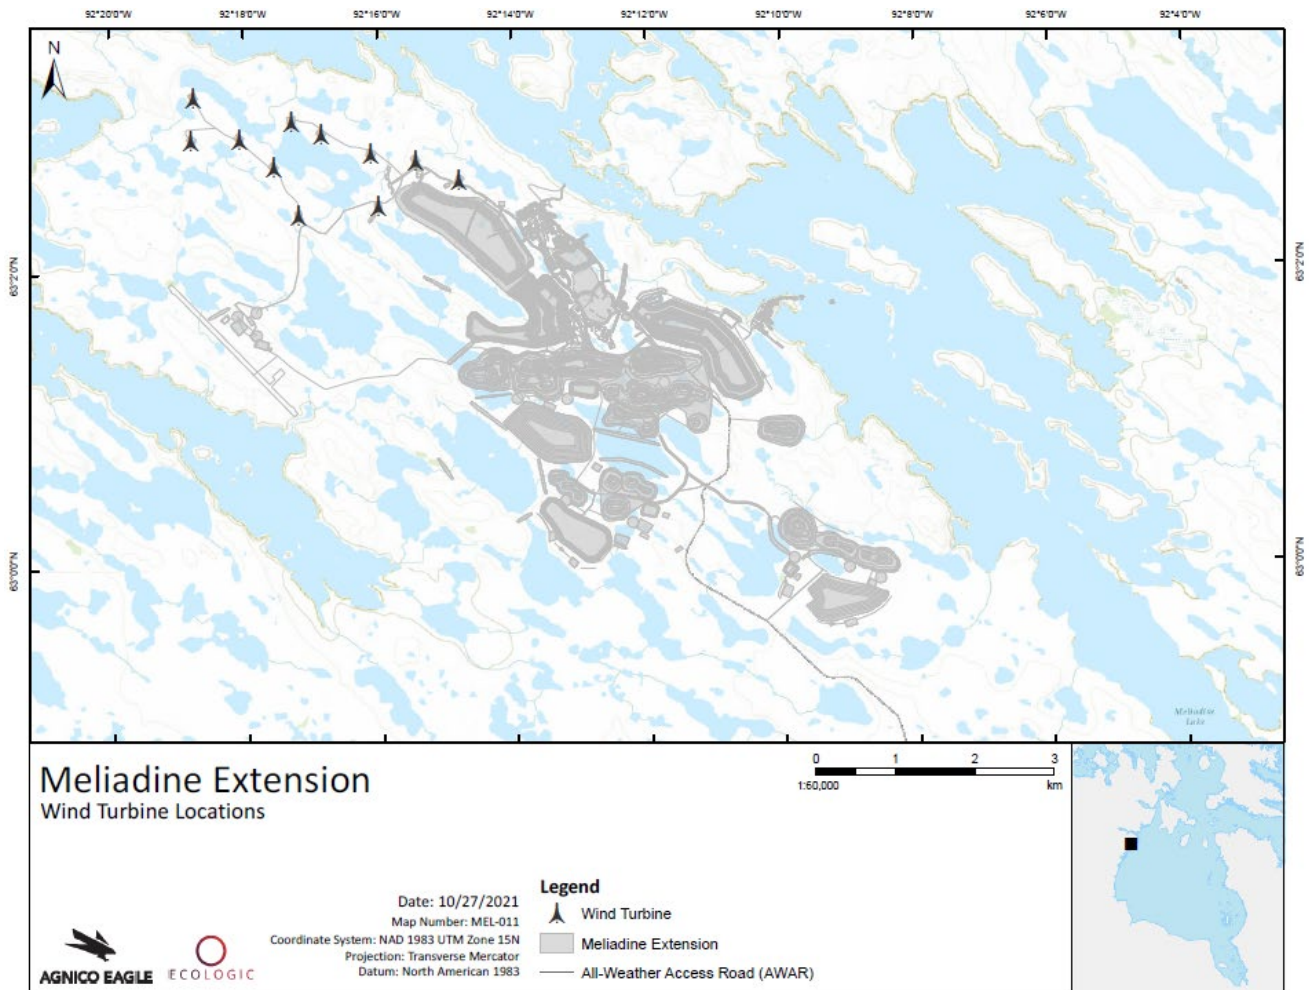 92°20'0"W 92°18'0"W 92°16'0"W 92°14'0"W 92°12'0"W 92°10'0"W 92°8'0"W 92°6'0"W 92°4'0"W
N
63°2'0"N 63°2'0"N
63°0'0"N 63°0'0"N
Meliadine
Lake
Meliadine Extension
Wind Turbine Locations
0 1 2 3
1:60,000 km
Date: 10/27/2021
Map Number: MEL-011
Coordinate System: NAD 1983 UTM Zone 15N
Projection: Transverse Mercator
Datum: North American 1983
AGNICO EAGLE
ECOLOGIC
Legend
Wind Turbine
Meliadine Extension
All-Weather Access Road (AWAR)